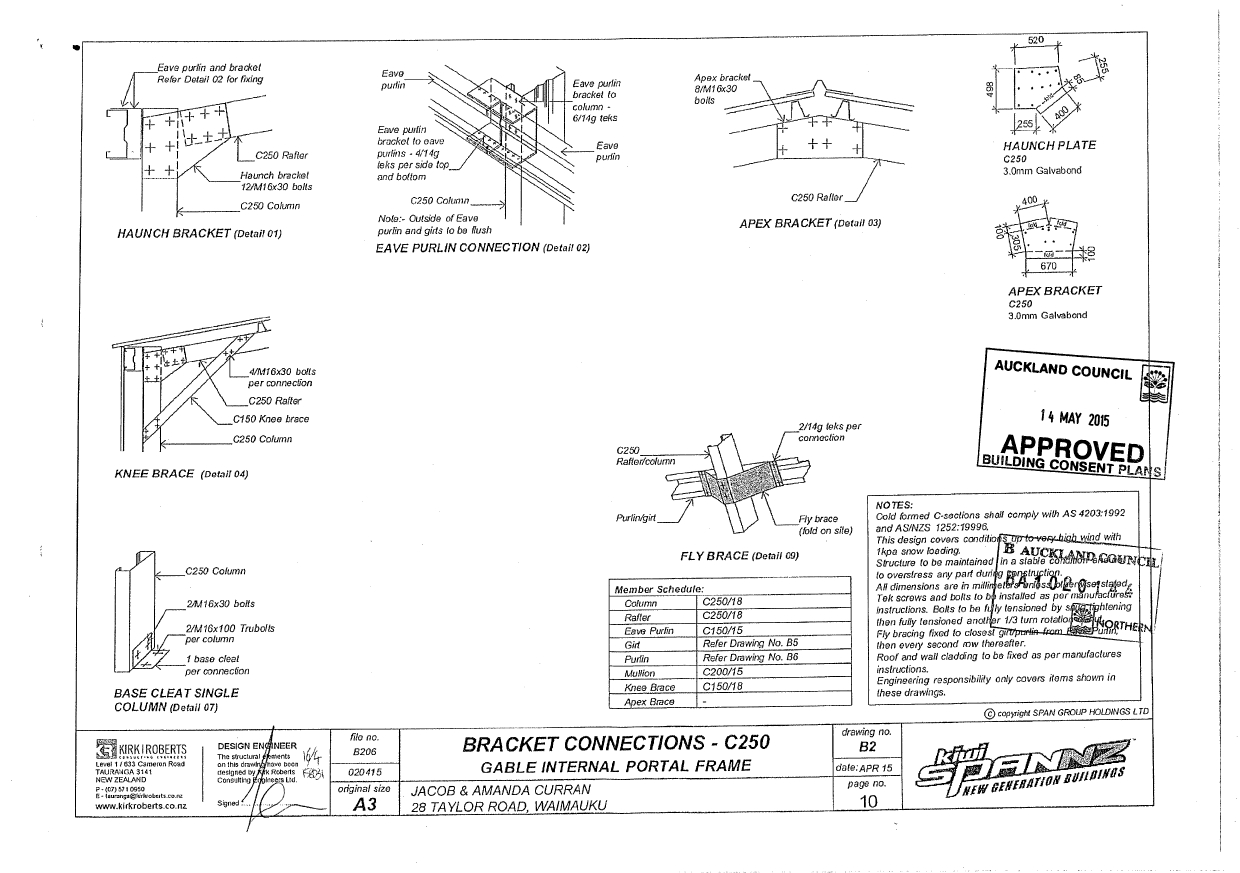 Eave purlin and bracket
Refer Detail 02 for fixing
C250 Rafter
Haunch bracket
12/M16x30 bolts
C250 Column
HAUNCH BRACKET (Detail 01)
Eave
purlin
Eave purlin
bracket to
column -
6/14g teks
Eave purlin
bracket to eave
purlins - 4/14g
teks per side top
and bottom
Eave
purlin
C250 Column
Note:- Outside of Eave
purlin and girts to be flush
EAVE PURLIN CONNECTION (Detail 02)
Apex bracket
8/M16x30
bolts
C250 Rafter
APEX BRACKET (Detail 03)
520
255
498
85
400
255
HAUNCH PLATE
C250
3.0mm Galvabond
400
100
305
fold
fold
fold
100
670
APEX BRACKET
C250
3.0mm Galvabond
4/M16x30 bolts
per connection
C250 Rafter
C150 Knee brace
C250 Column
KNEE BRACE (Detail 04)
AUCKLAND COUNCIL
14 MAY 2015
APPROVED
BUILDING CONSENT PLANS
2/14g teks per
connection
C250
Rafter/column
Purlin/girt
Fly brace
(fold on site)
FLY BRACE (Detail 09)
C250 Column
2/M16x30 bolts
2/M16x100 Trubolts
per column
1 base cleat
per connection
BASE CLEAT SINGLE
COLUMN (Detail 07)
Member Schedule:
Column C250/18
Rafter C250/18
Eave Purlin C150/15
Girt Refer Drawing No. B5
Purlin Refer Drawing No. B6
Mullion C200/15
Knee Brace C150/18
Apex Brace -
NOTES:
Cold formed C-sections shall comply with AS 4203:1992
and AS/NZS 1252:19996.
This design covers conditions up to very high wind with
1kpa snow loading.
Structure to be maintained in a stable condition
to overstress any part during construction.
All dimensions are in millimeters unless otherwise stated.
Tek screws and bolts to be installed as per manufactures
instructions. Bolts to be fully tensioned by snug tightening
then fully tensioned another 1/3 turn rotation
Fly bracing fixed to closest girt/purlin from Eave Purlin,
then every second row thereafter.
Roof and wall cladding to be fixed as per manufactures
instructions.
Engineering responsibility only covers items shown in
these drawings.
AUCKLAND COUNCIL
NORTHERN
© copyright SPAN GROUP HOLDINGS LTD
KIRK ROBERTS
CONSULTING ENGINEERS
Level 1 / 633 Cameron Road
TAURANGA 3141
NEW ZEALAND
P - (07) 571 0950
E - tauranga@kirkroberts.co.nz
www.kirkroberts.co.nz
DESIGN ENGINEER
The structural elements
on this drawing have been
designed by Kirk Roberts
Consulting Engineers Ltd.
Signed
file no.
B206
020415
original size
A3
BRACKET CONNECTIONS - C250
GABLE INTERNAL PORTAL FRAME
JACOB & AMANDA CURRAN
28 TAYLOR ROAD, WAIMAUKU
drawing no.
B2
date: APR 15
page no.
10
kiwi
SPANNZ
NEW GENERATION BUILDINGS